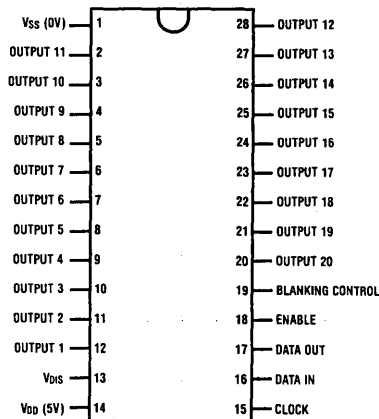 VSS (0V) 1
OUTPUT 11 2
OUTPUT 10 3
OUTPUT 9 4
OUTPUT 8 5
OUTPUT 7 6
OUTPUT 6 7
OUTPUT 5 8
OUTPUT 4 9
OUTPUT 3 10
OUTPUT 2 11
OUTPUT 1 12
VDIS 13
VDD (5V) 14
28 OUTPUT 12
27 OUTPUT 13
26 OUTPUT 14
25 OUTPUT 15
24 OUTPUT 16
23 OUTPUT 17
22 OUTPUT 18
21 OUTPUT 19
20 OUTPUT 20
19 BLANKING CONTROL
18 ENABLE
17 DATA OUT
16 DATA IN
15 CLOCK